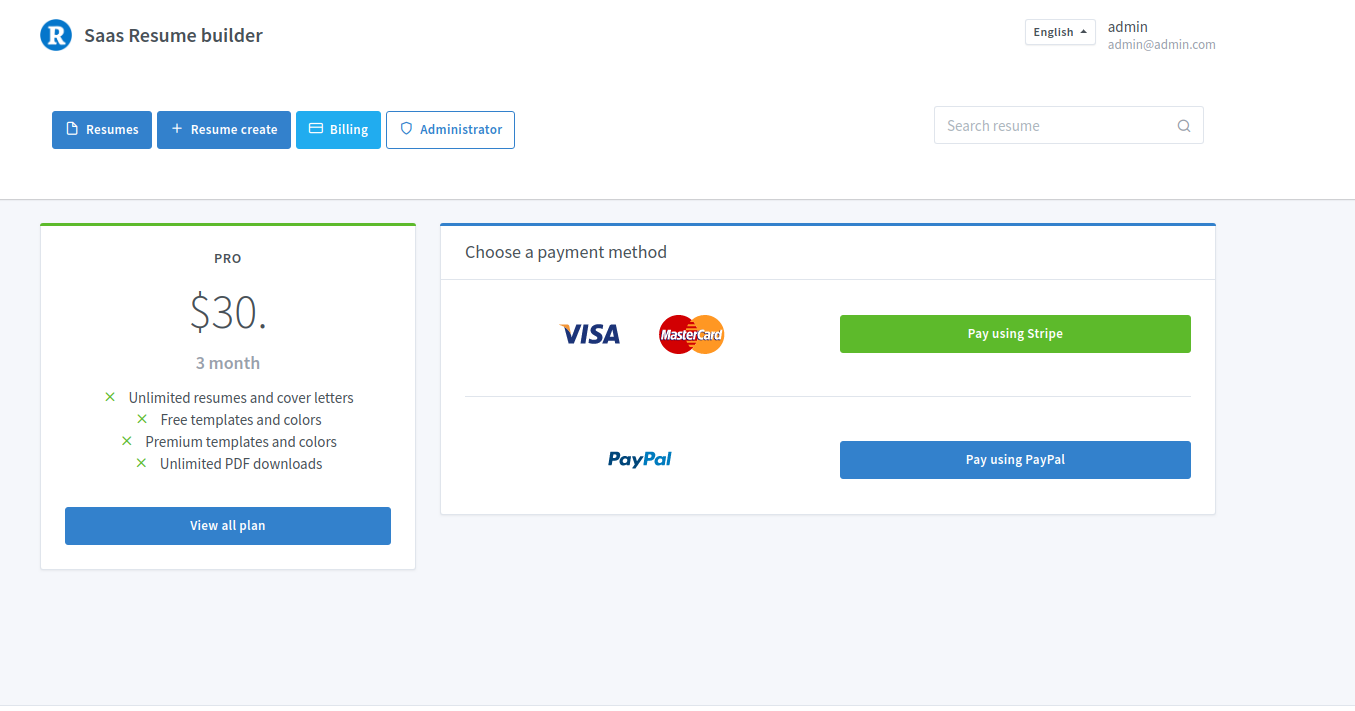 R Saas Resume builder
English
admin
admin@admin.com
Resumes
Resume create
Billing
Administrator
Search resume
PRO
$30.
3 month
Unlimited resumes and cover letters
Free templates and colors
Premium templates and colors
Unlimited PDF downloads
View all plan
Choose a payment method
VISA
MasterCard
Pay using Stripe
PayPal
Pay using PayPal